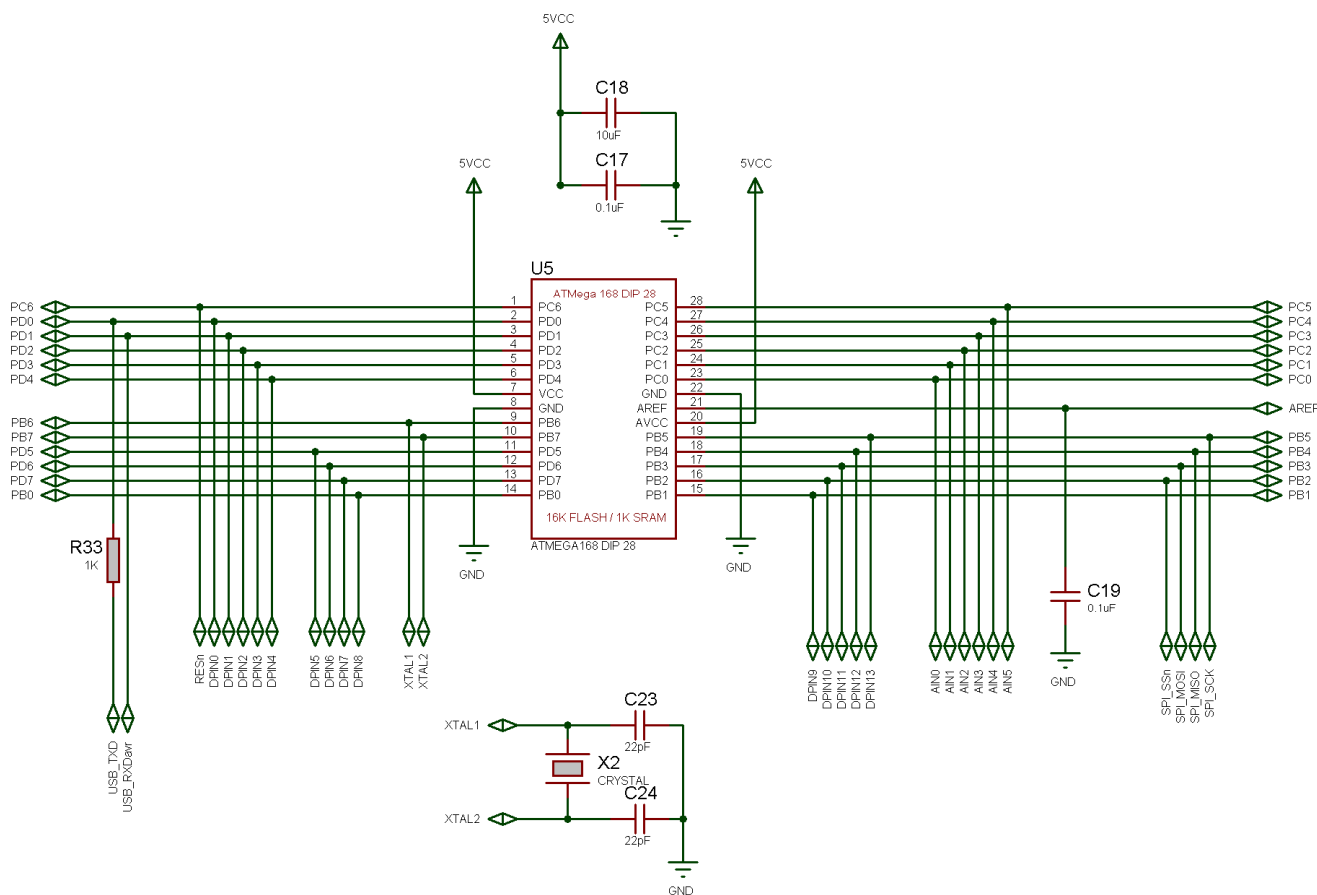 5VCC
C18
10uF
C17
0.1uF
5VCC
5VCC
U5
ATMega 168 DIP 28
PC6 1 PC6 PC5 28 PC5
PD0 2 PD0 PC4 27 PC4
PD1 3 PD1 PC3 26 PC3
PD2 4 PD2 PC2 25 PC2
PD3 5 PD3 PC1 24 PC1
PD4 6 PD4 PC0 23 PC0
7 VCC GND 22
8 GND AREF 21 AREF
PB6 9 PB6 AVCC 20
PB7 10 PB7 PB5 19 PB5
PD5 11 PD5 PB4 18 PB4
PD6 12 PD6 PB3 17 PB3
PD7 13 PD7 PB2 16 PB2
PB0 14 PB0 PB1 15 PB1
16K FLASH / 1K SRAM
ATMEGA168 DIP 28
R33
1K
GND
GND
C19
0.1uF
GND
RESn
DPIN0
DPIN1
DPIN2
DPIN3
DPIN4
DPIN5
DPIN6
DPIN7
DPIN8
XTAL1
XTAL2
DPIN9
DPIN10
DPIN11
DPIN12
DPIN13
AIN0
AIN1
AIN2
AIN3
AIN4
AIN5
SPI_SSn
SPI_MOSI
SPI_MISO
SPI_SCK
USB_TXD
USB_RXDavr
XTAL1
C23
22pF
X2
CRYSTAL
C24
XTAL2
22pF
GND